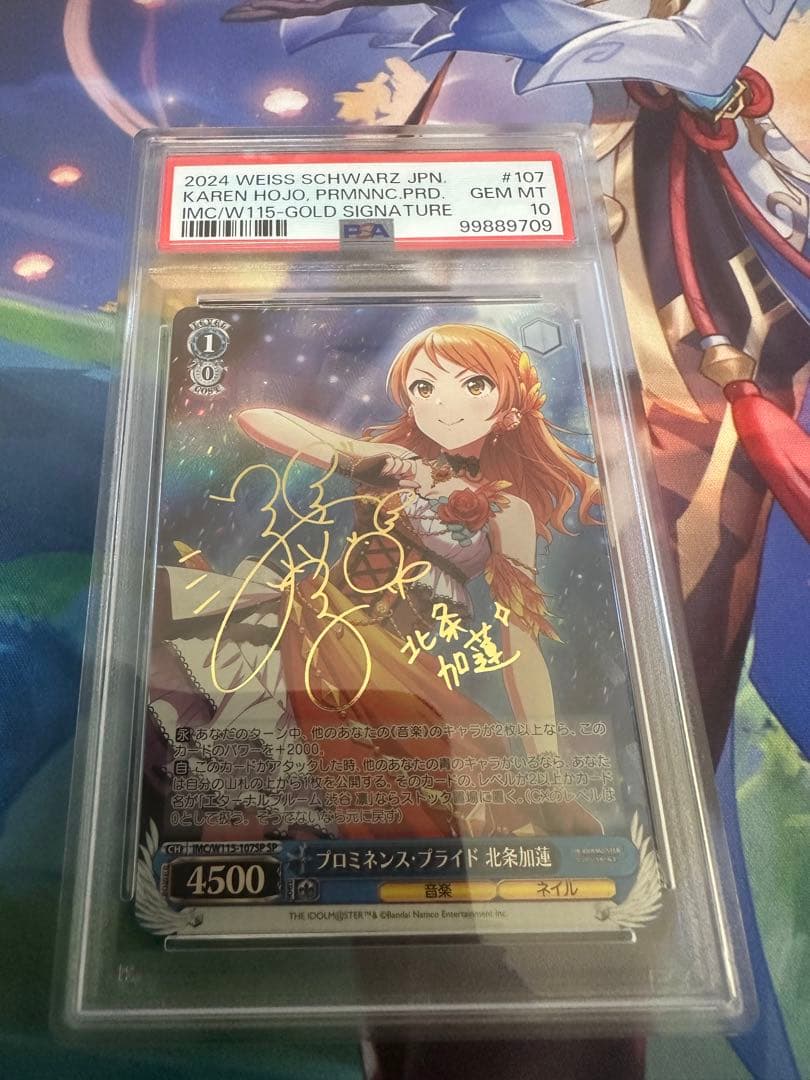 2024 WEISS SCHWARZ JPN. #107
KAREN HOJO, PRMNNC.PRD. GEM MT
IMC/W115-GOLD SIGNATURE 10
PSA 99889709
LEVEL
1
0
COST
北条
加蓮
永 あなたのターン中、他のあなたの《音楽》のキャラが2枚以上なら、この
カードのパワーを+2000。
自 このカードがアタックした時、他のあなたの青のキャラがいるなら、あなた
は自分の山札の上から1枚を公開する。そのカードの、レベルが2以上かカード
名が「エターナルブルーム 渋谷 凛」ならストック置場に置く。(CXのレベルは
0として扱う。そうでないなら元に戻す)
CH IMC/W115-107SP SP
プロミネンス・プライド 北条加蓮
POWER 4500
音楽 ネイル
THE IDOLM@STER™& ©Bandai Namco Entertainment Inc.